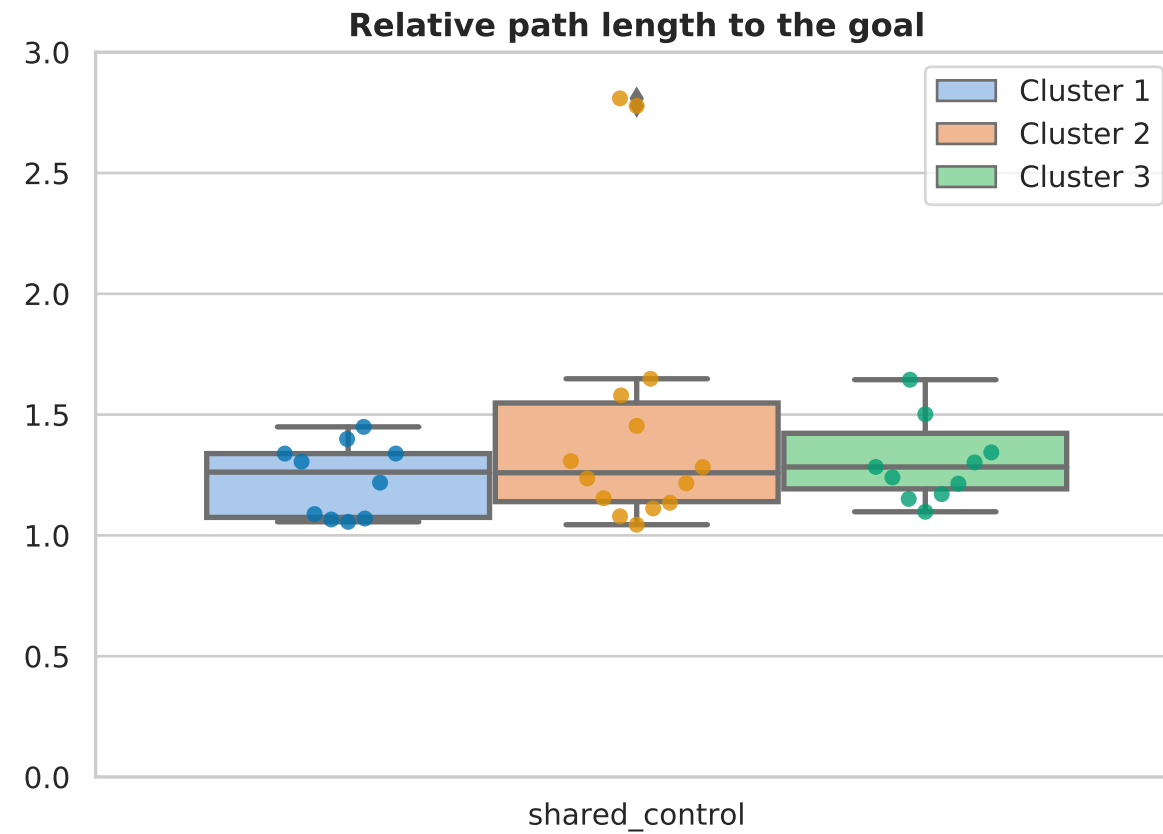 Relative path length to the goal
3.0
2.5
2.0
1.5
1.0
0.5
0.0
Cluster 1
Cluster 2
Cluster 3
shared_control